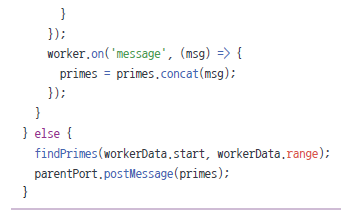 }
});
worker.on('message', (msg) => {
primes = primes.concat(msg);
});
}
} else {
findPrimes(workerData.start, workerData.range);
parentPort.postMessage(primes);
}